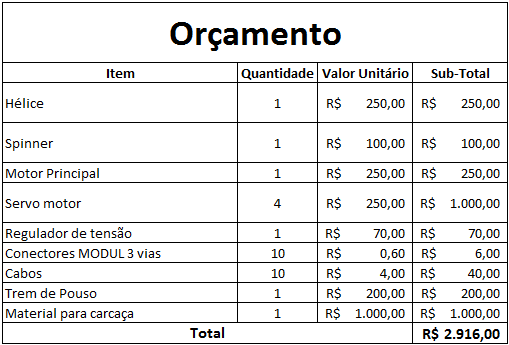 Orçamento
Item Quantidade Valor Unitário Sub-Total
Hélice 1 R$ 250,00 R$ 250,00
Spinner 1 R$ 100,00 R$ 100,00
Motor Principal 1 R$ 250,00 R$ 250,00
Servo motor 4 R$ 250,00 R$ 1.000,00
Regulador de tensão 1 R$ 70,00 R$ 70,00
Conectores MODUL 3 vias 10 R$ 0,60 R$ 6,00
Cabos 10 R$ 4,00 R$ 40,00
Trem de Pouso 1 R$ 200,00 R$ 200,00
Material para carcaça 1 R$ 1.000,00 R$ 1.000,00
Total R$ 2.916,00